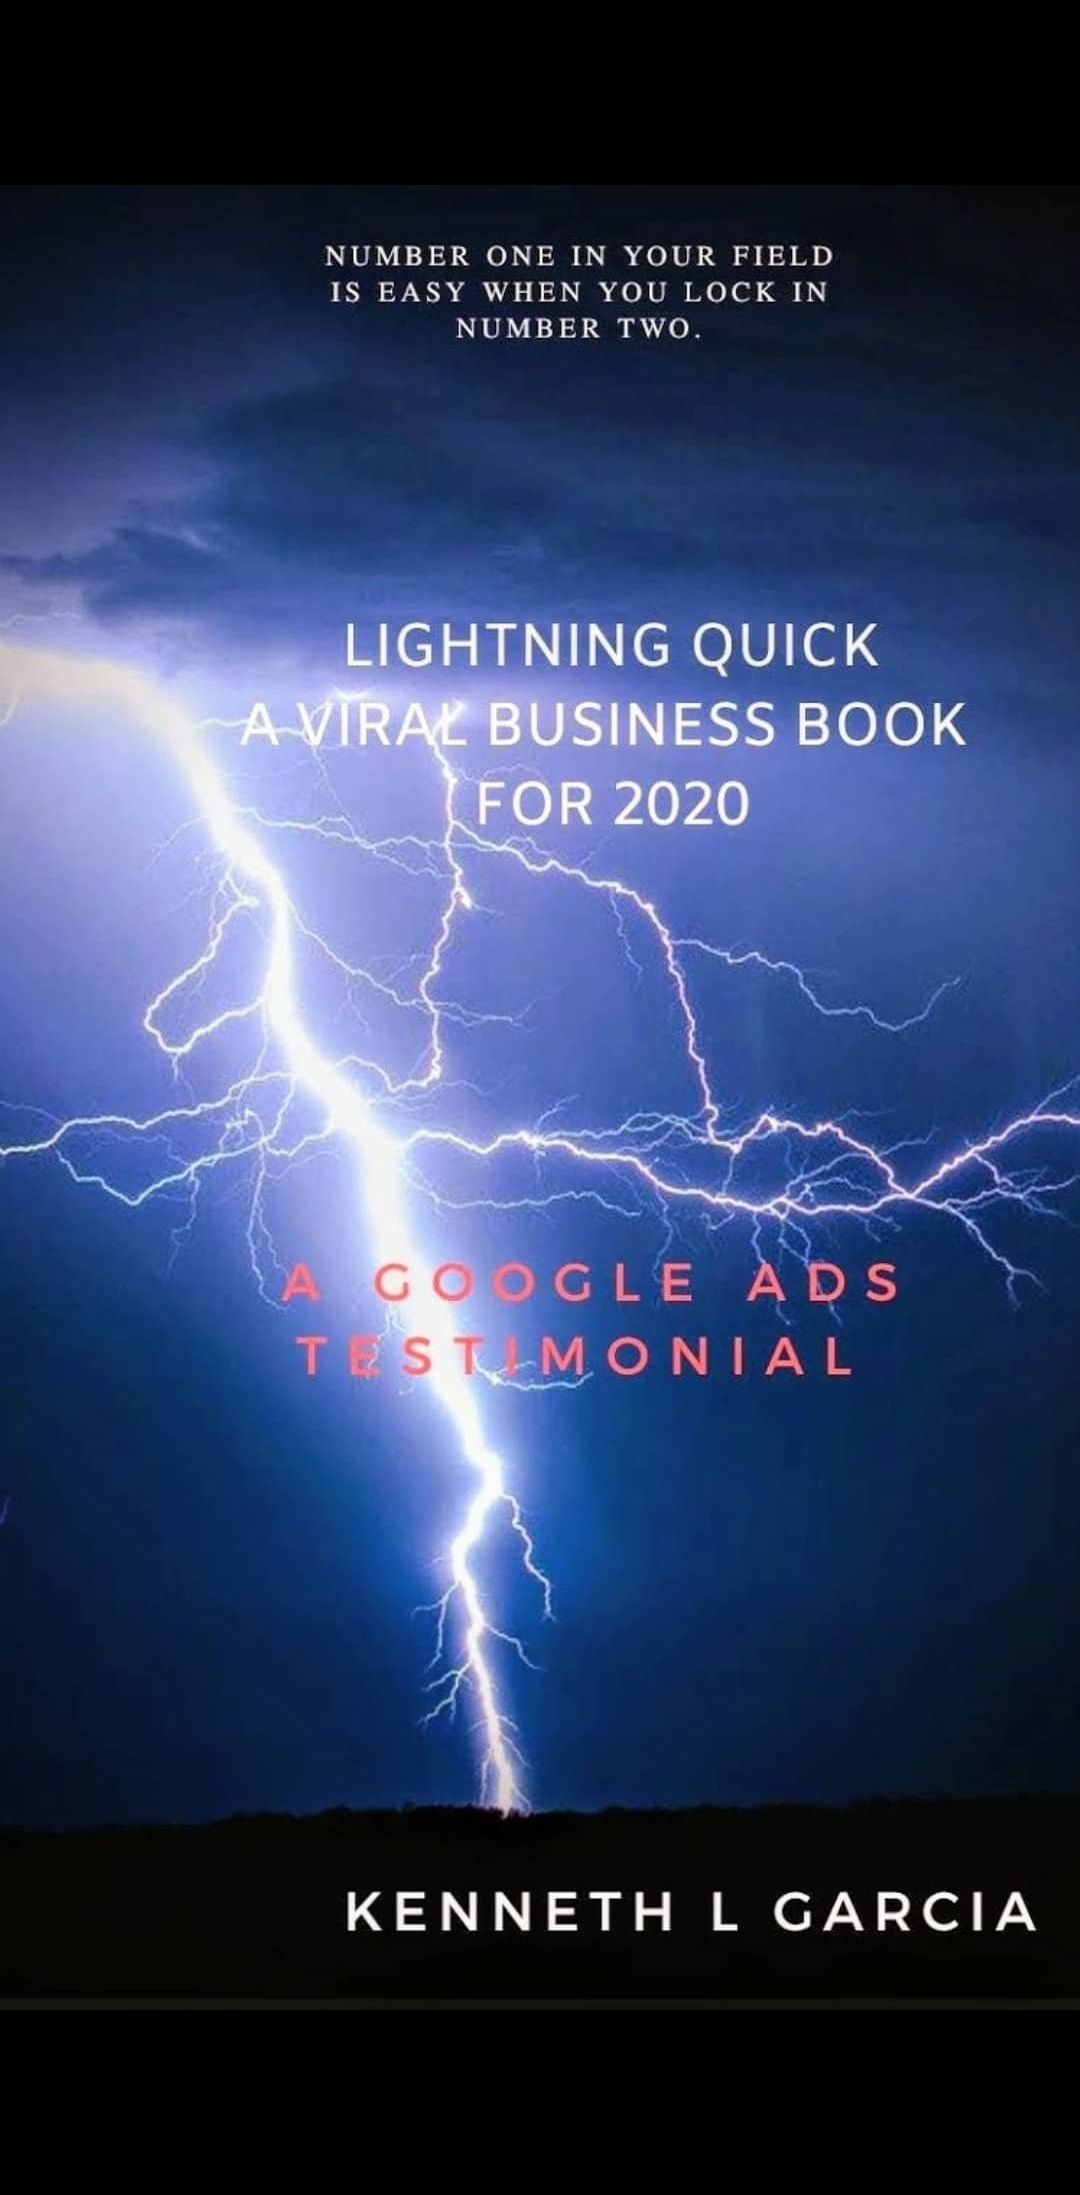 NUMBER ONE IN YOUR FIELD
IS EASY WHEN YOU LOCK IN
NUMBER TWO.
LIGHTNING QUICK
A VIRAL BUSINESS BOOK
FOR 2020
A GOOGLE ADS
TESTIMONIAL
KENNETH L GARCIA